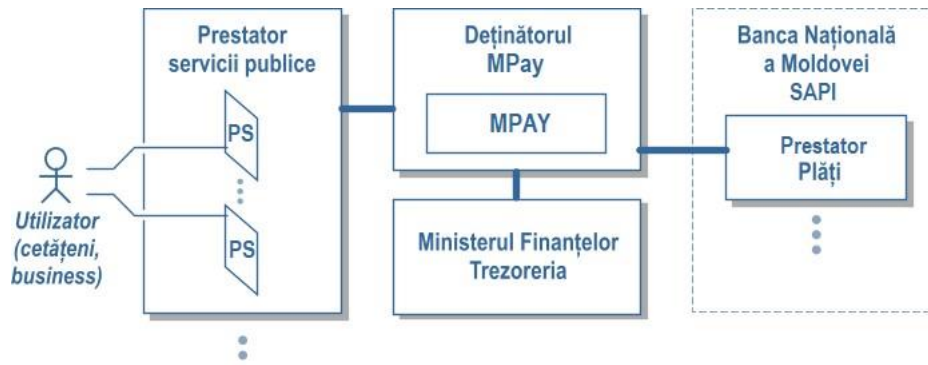 Prestator
servicii publice
PS
PS
Utilizator
(cetățeni,
business)
Deținătorul
MPay
MPAY
Ministerul Finanțelor
Trezoreria
Banca Națională
a Moldovei
SAPI
Prestator
Plăți